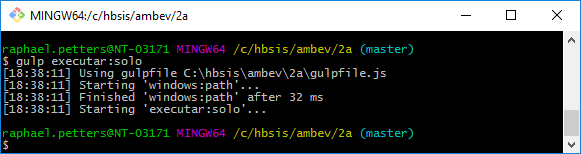 MINGW64:/c/hbsis/ambev/2a
raphael.petters@NT-03171 MINGW64 /c/hbsis/ambev/2a (master)
$ gulp executar:solo
[18:38:11] Using gulpfile C:\hbsis\ambev\2a\gulpfile.js
[18:38:11] Starting 'windows:path'...
[18:38:11] Finished 'windows:path' after 32 ms
[18:38:11] Starting 'executar:solo'...
raphael.petters@NT-03171 MINGW64 /c/hbsis/ambev/2a (master)
$